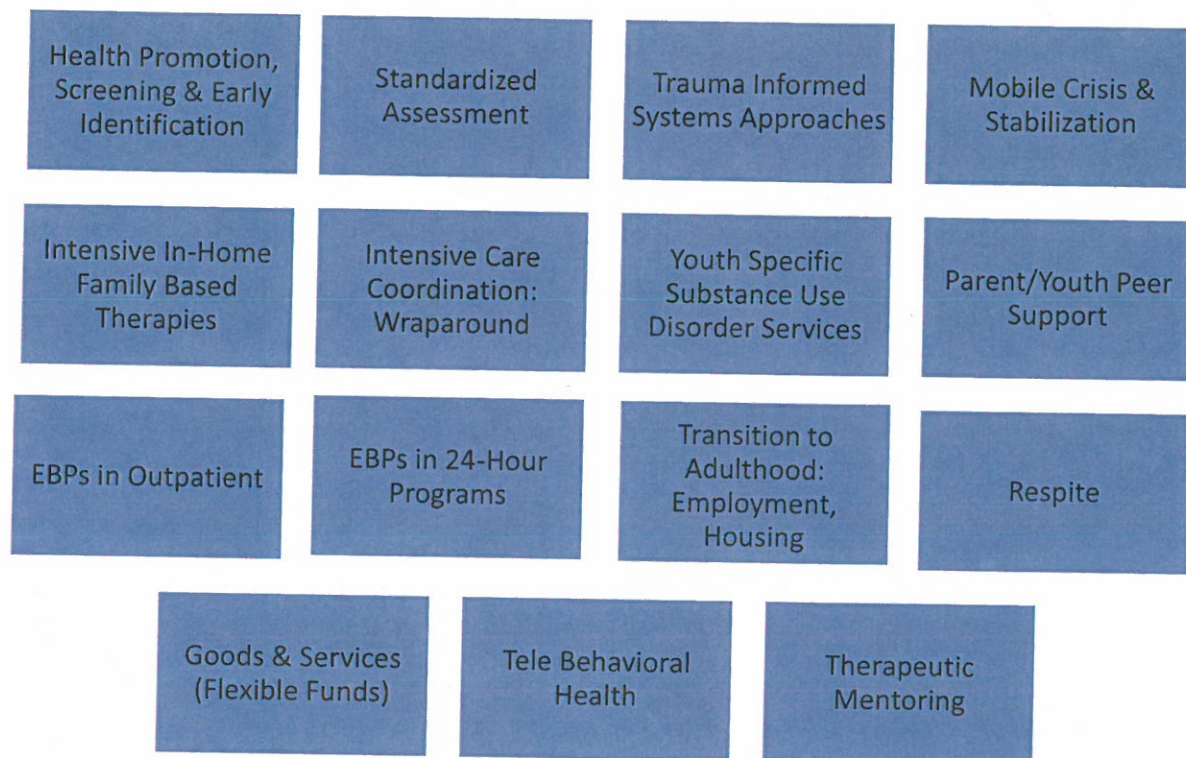 Health Promotion,
Screening & Early
Identification
Standardized
Assessment
Trauma Informed
Systems Approaches
Mobile Crisis &
Stabilization
Intensive In-Home
Family Based
Therapies
Intensive Care
Coordination:
Wraparound
Youth Specific
Substance Use
Disorder Services
Parent/Youth Peer
Support
EBPs in Outpatient
EBPs in 24-Hour
Programs
Transition to
Adulthood:
Employment,
Housing
Respite
Goods & Services
(Flexible Funds)
Tele Behavioral
Health
Therapeutic
Mentoring